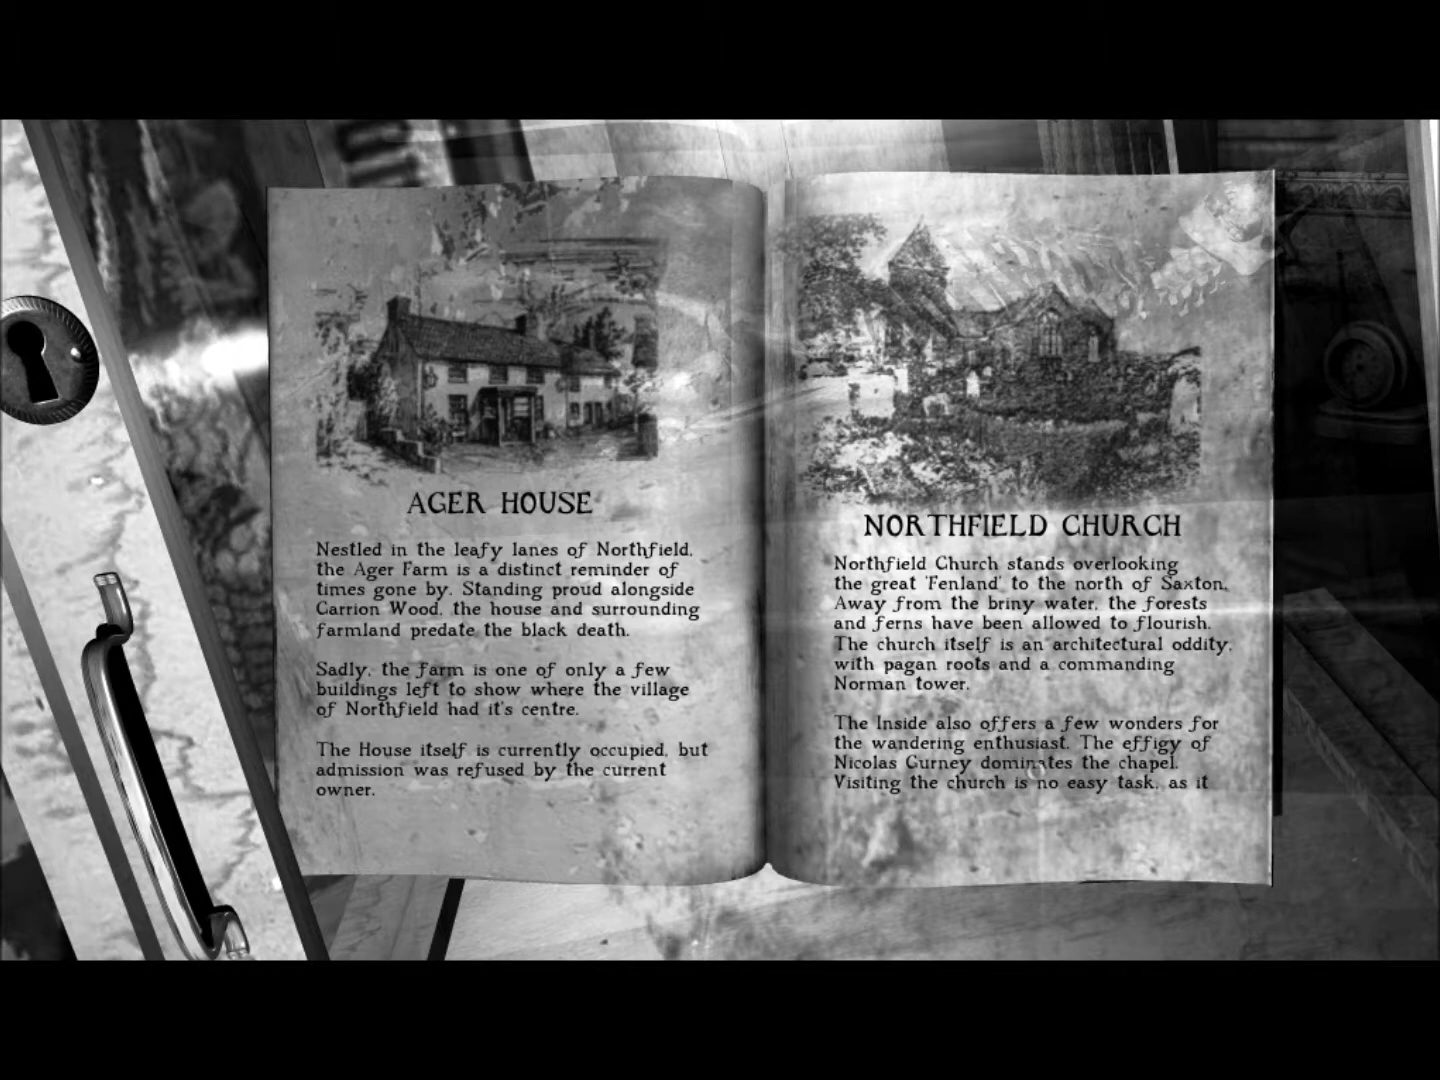 AGER HOUSE
Nestled in the leafy lanes of Northfield,
the Ager Farm is a distinct reminder of
times gone by. Standing proud alongside
Carrion Wood, the house and surrounding
farmland predate the black death.
Sadly, the farm is one of only a few
buildings left to show where the village
of Northfield had it's centre.
The House itself is currently occupied, but
admission was refused by the current
owner.
NORTHFIELD CHURCH
Northfield Church stands overlooking
the great 'Fenland' to the north of Saxton.
Away from the briny water, the forests
and ferns have been allowed to flourish.
The church itself is an architectural oddity,
with pagan roots and a commanding
Norman tower.
The Inside also offers a few wonders for
the wandering enthusiast. The effigy of
Nicolas Gurney dominates the chapel.
Visiting the church is no easy task, as it